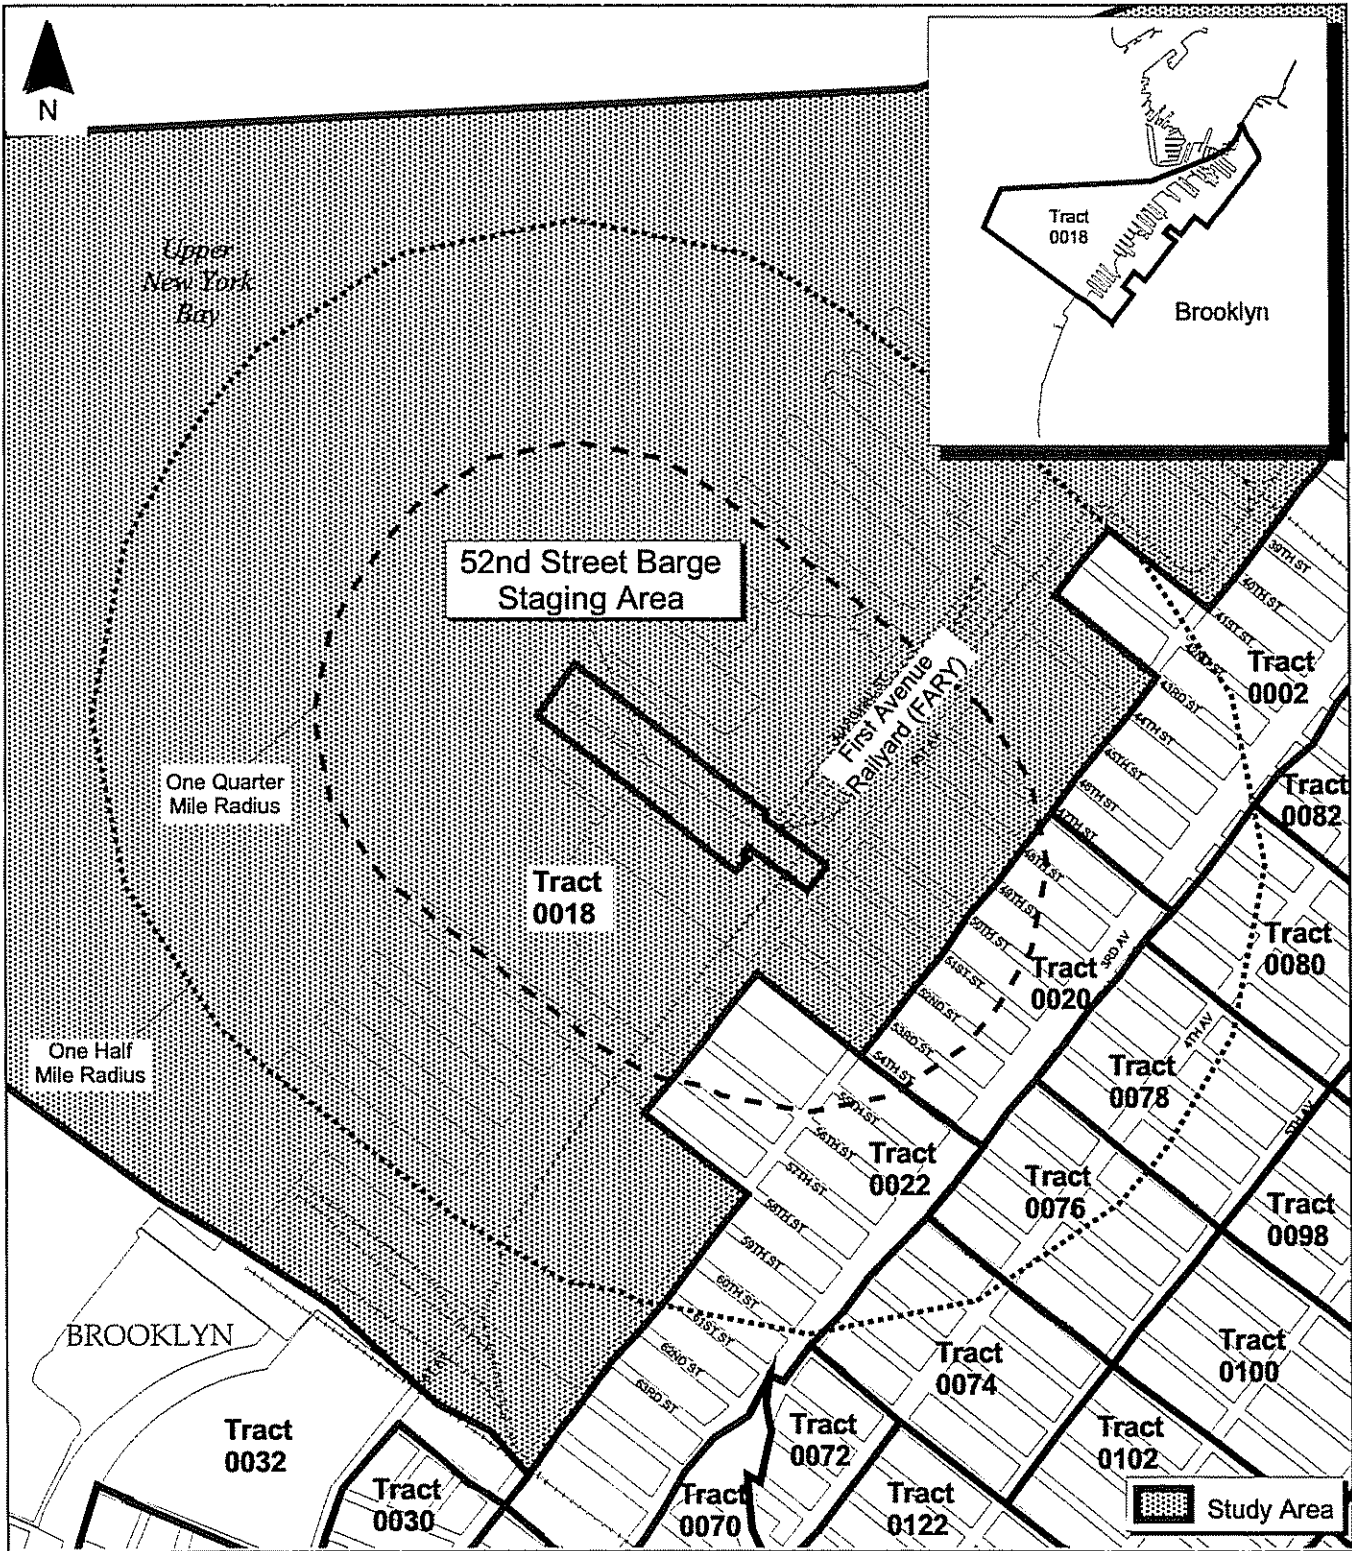 N
Upper
New York
Bay
Tract
0018
Brooklyn
52nd Street Barge
Staging Area
First Avenue
Rallyard (FARY)
1ST AV
One Quarter
Mile Radius
Tract
0018
One Half
Mile Radius
39TH ST
40TH ST
41ST ST
42ND ST
43RD ST
44TH ST
45TH ST
46TH ST
47TH ST
48TH ST
49TH ST
50TH ST
51ST ST
52ND ST
53RD ST
54TH ST
55TH ST
56TH ST
57TH ST
58TH ST
59TH ST
60TH ST
61ST ST
62ND ST
63RD ST
3RD AV
4TH AV
5TH AV
Tract
0002
Tract
0082
Tract
0080
Tract
0020
Tract
0078
Tract
0022
Tract
0076
Tract
0098
Tract
0100
Tract
0074
Tract
0102
Tract
0072
Tract
0122
Tract
0070
Tract
0030
Tract
0032
BROOKLYN
Study Area